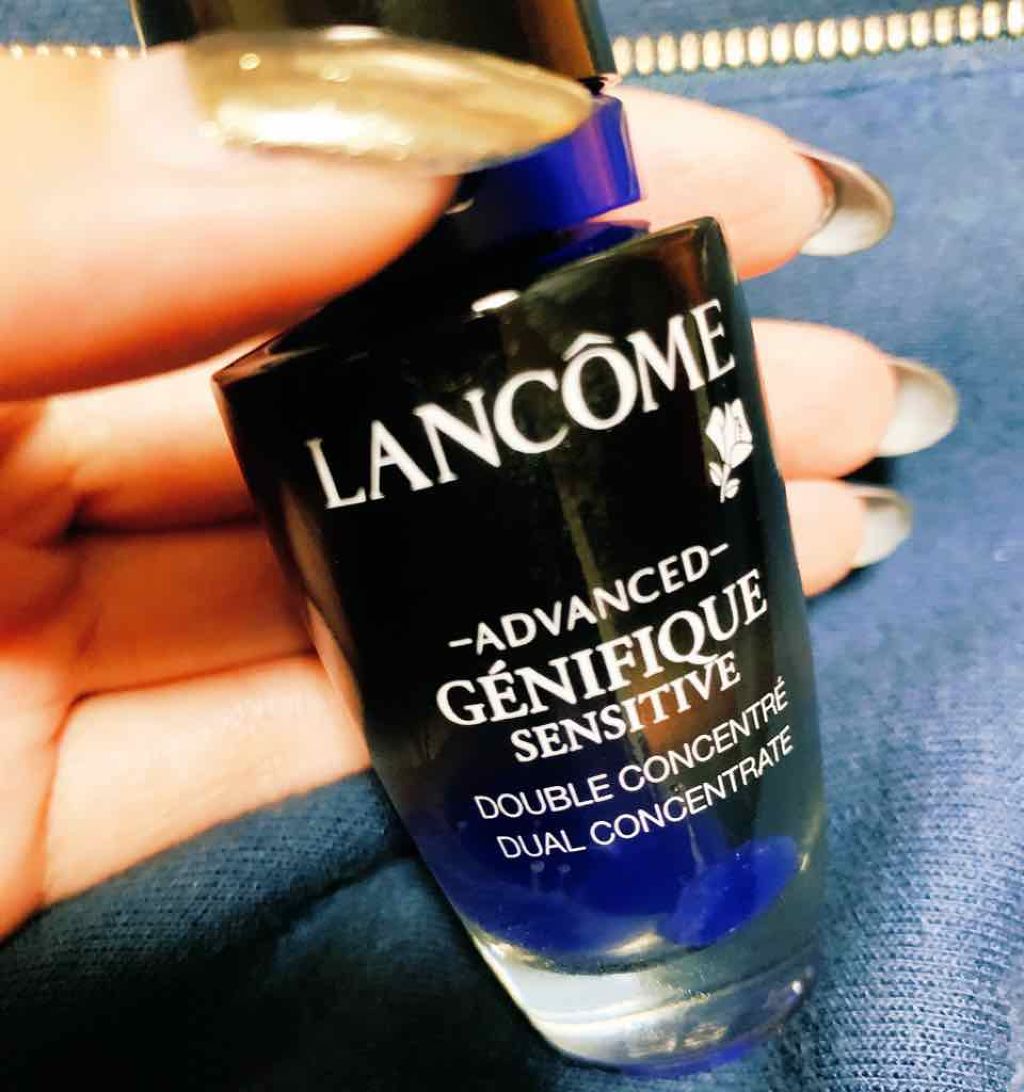 LANCÔME
-ADVANCED-
GÉNIFIQUE
SENSITIVE
DOUBLE CONCENTRÉ
DUAL CONCENTRATE